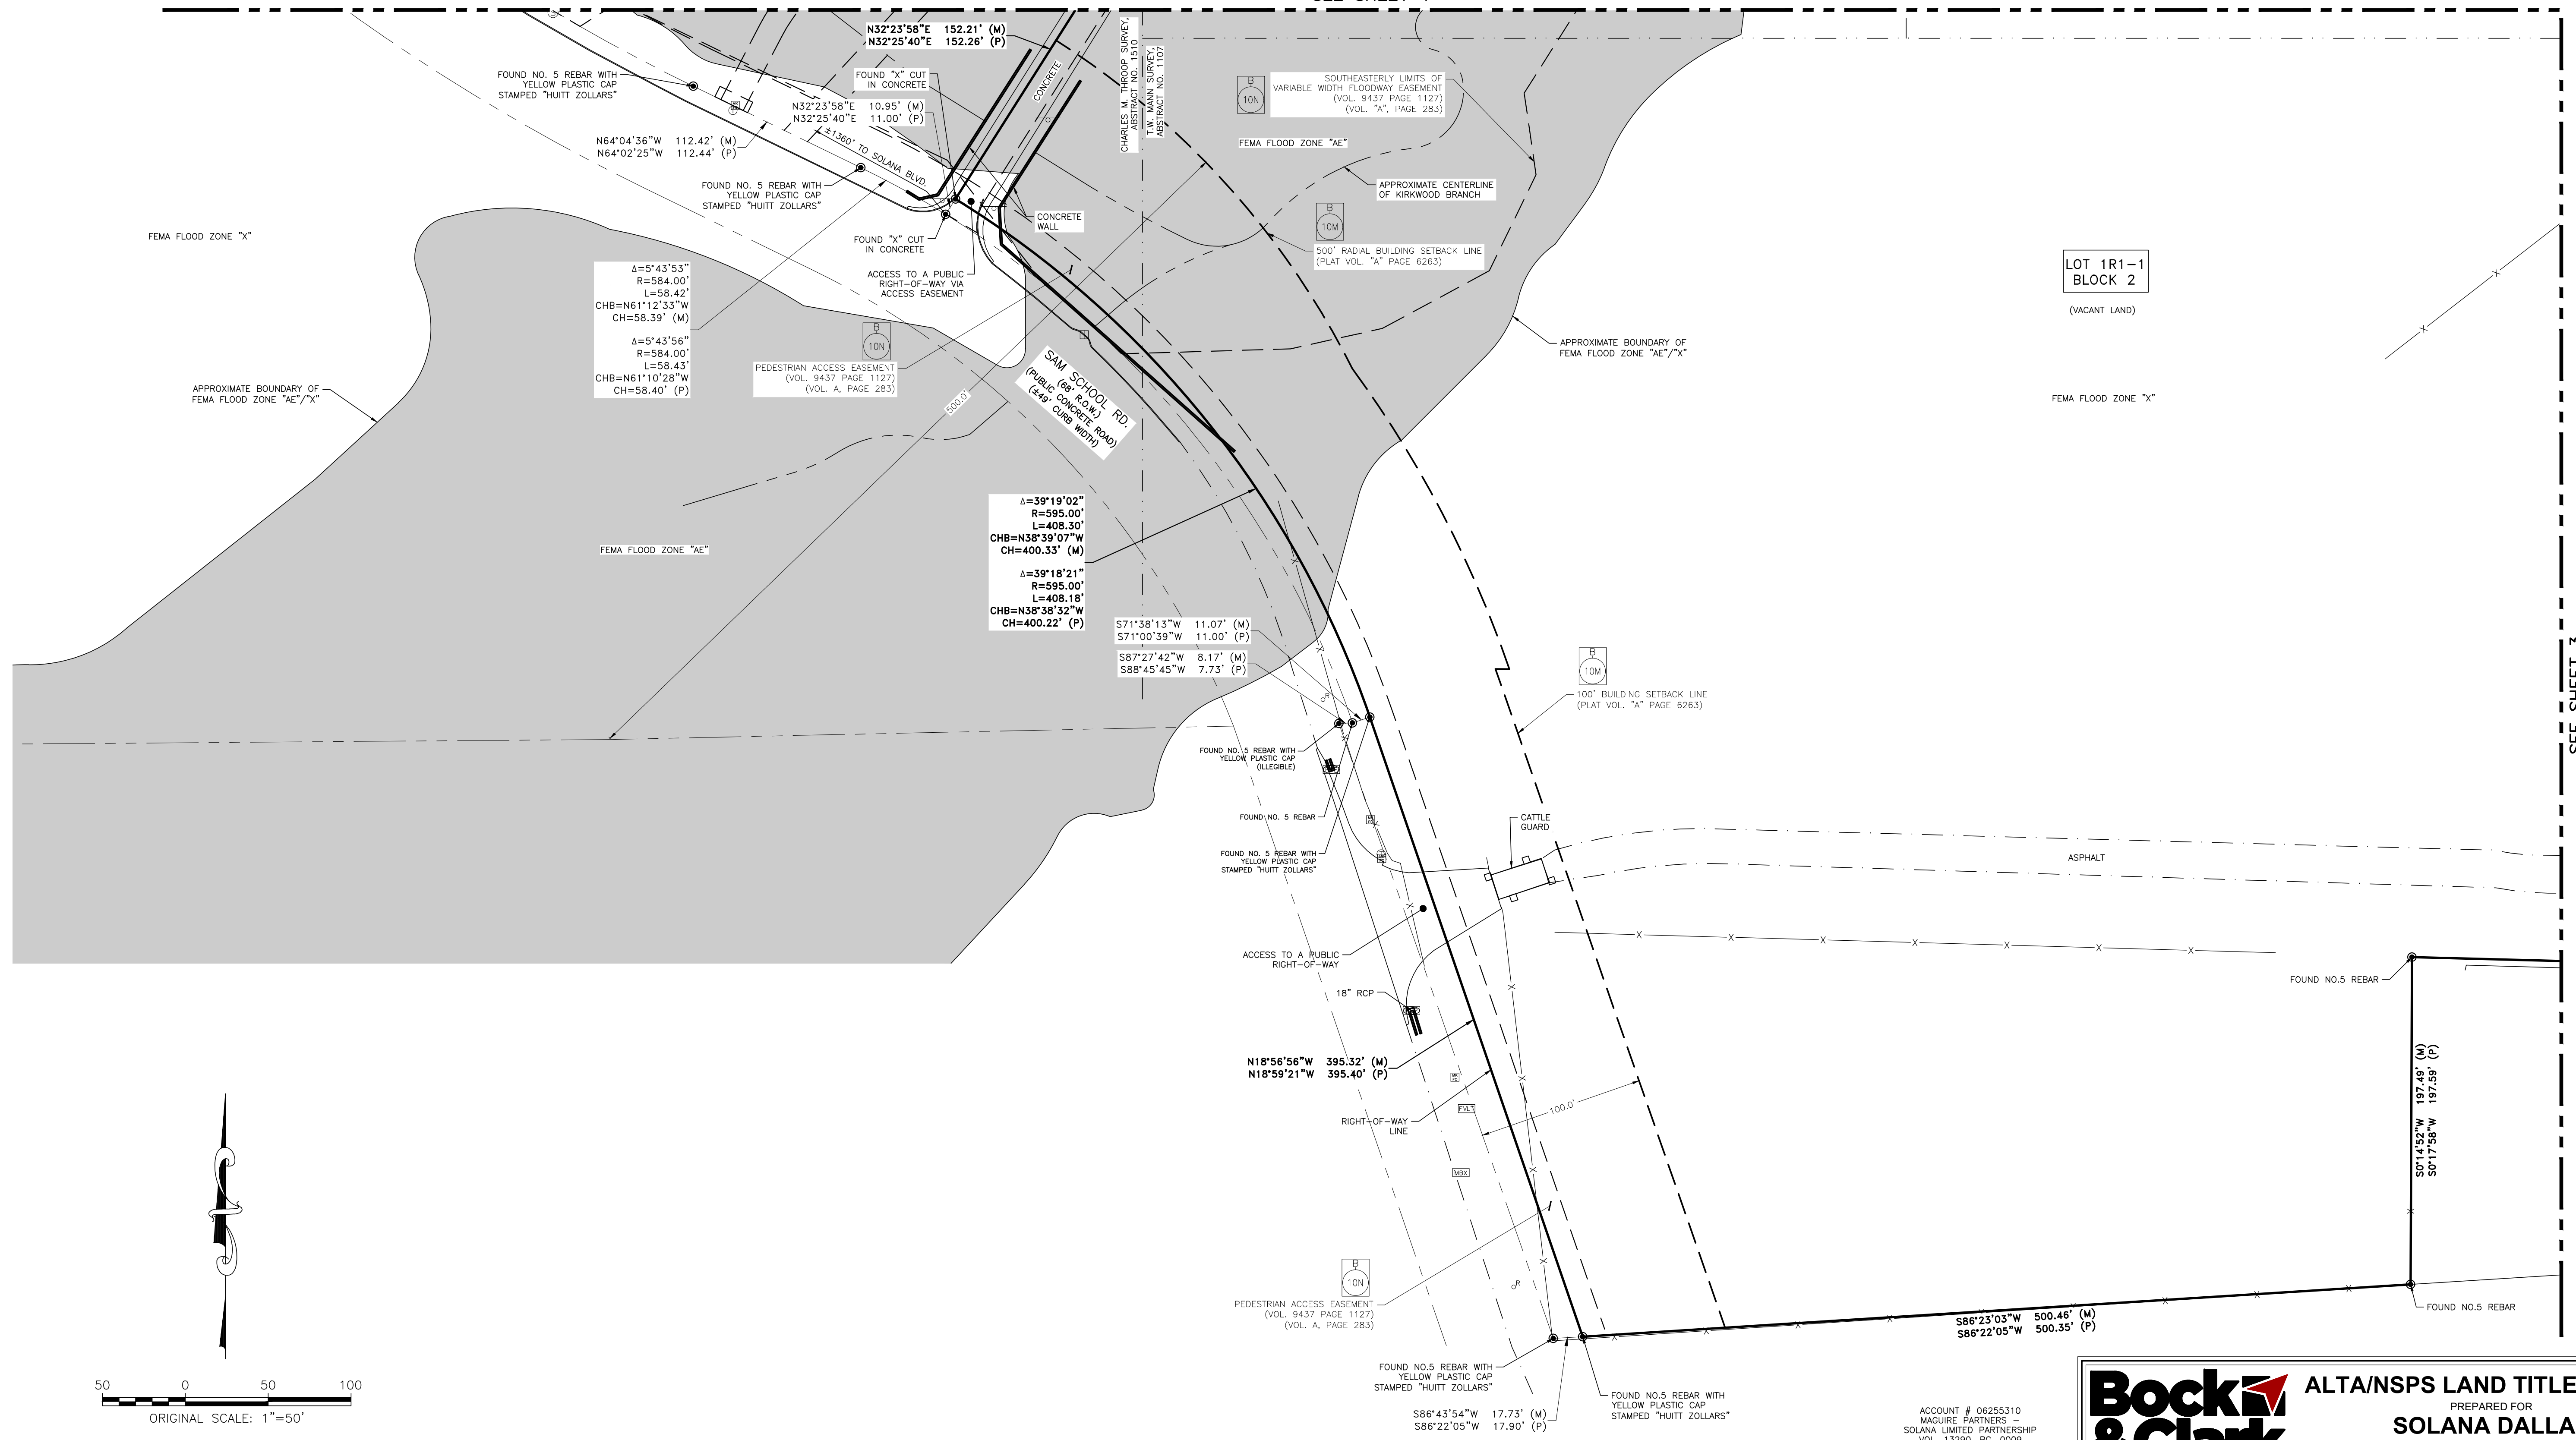 N32°23'58"E 152.21' (M)
N32°25'40"E 152.26' (P)
FOUND NO. 5 REBAR WITH
YELLOW PLASTIC CAP
STAMPED "HUITT ZOLLARS"
FOUND "X" CUT
IN CONCRETE
N32°23'58"E 10.95' (M)
N32°25'40"E 11.00' (P)
CONCRETE
CHARLES M. THROOP SURVEY,
ABSTRACT NO. 1510
T.W. MANN SURVEY,
ABSTRACT NO. 1107
B
10N
SOUTHEASTERLY LIMITS OF
VARIABLE WIDTH FLOODWAY EASEMENT
(VOL. 9437 PAGE 1127)
(VOL. "A", PAGE 283)
FEMA FLOOD ZONE "AE"
N64°04'36"W 112.42' (M)
N64°02'25"W 112.44' (P)
±1360' TO SOLANA BLVD.
FOUND NO. 5 REBAR WITH
YELLOW PLASTIC CAP
STAMPED "HUITT ZOLLARS"
APPROXIMATE CENTERLINE
OF KIRKWOOD BRANCH
CONCRETE
WALL
B
10M
500' RADIAL BUILDING SETBACK LINE
(PLAT VOL. "A" PAGE 6263)
FEMA FLOOD ZONE "X"
FOUND "X" CUT
IN CONCRETE
ACCESS TO A PUBLIC
RIGHT-OF-WAY VIA
ACCESS EASEMENT
Δ=5°43'53"
R=584.00'
L=58.42'
CHB=N61°12'33"W
CH=58.39' (M)
Δ=5°43'56"
R=584.00'
L=58.43'
CHB=N61°10'28"W
CH=58.40' (P)
LOT 1R1-1
BLOCK 2
(VACANT LAND)
B
10N
PEDESTRIAN ACCESS EASEMENT
(VOL. 9437 PAGE 1127)
(VOL. A, PAGE 283)
SAM SCHOOL RD.
(68' R.O.W.)
(PUBLIC CONCRETE ROAD)
(±49' CURB WIDTH)
500.0'
APPROXIMATE BOUNDARY OF
FEMA FLOOD ZONE "AE"/"X"
APPROXIMATE BOUNDARY OF
FEMA FLOOD ZONE "AE"/"X"
FEMA FLOOD ZONE "X"
FEMA FLOOD ZONE "AE"
Δ=39°19'02"
R=595.00'
L=408.30'
CHB=N38°39'07"W
CH=400.33' (M)
Δ=39°18'21"
R=595.00'
L=408.18'
CHB=N38°38'32"W
CH=400.22' (P)
S71°38'13"W 11.07' (M)
S71°00'39"W 11.00' (P)
S87°27'42"W 8.17' (M)
S88°45'45"W 7.73' (P)
B
10M
100' BUILDING SETBACK LINE
(PLAT VOL. "A" PAGE 6263)
SEE SHEET 3
FOUND NO. 5 REBAR WITH
YELLOW PLASTIC CAP
(ILLEGIBLE)
FOUND NO. 5 REBAR
FOUND NO. 5 REBAR WITH
YELLOW PLASTIC CAP
STAMPED "HUITT ZOLLARS"
CATTLE
GUARD
ASPHALT
ACCESS TO A PUBLIC
RIGHT-OF-WAY
18" RCP
FOUND NO.5 REBAR
N18°56'56"W 395.32' (M)
N18°59'21"W 395.40' (P)
S0°14'52"W 197.49' (M)
S0°17'58"W 197.59' (P)
FVLT
100.0'
RIGHT-OF-WAY
LINE
MBX
B
10N
PEDESTRIAN ACCESS EASEMENT
(VOL. 9437 PAGE 1127)
(VOL. A, PAGE 283)
FOUND NO.5 REBAR
S86°23'03"W 500.46' (M)
S86°22'05"W 500.35' (P)
FOUND NO.5 REBAR WITH
YELLOW PLASTIC CAP
STAMPED "HUITT ZOLLARS"
FOUND NO.5 REBAR WITH
YELLOW PLASTIC CAP
STAMPED "HUITT ZOLLARS"
S86°43'54"W 17.73' (M)
S86°22'05"W 17.90' (P)
50 0 50 100
ORIGINAL SCALE: 1"=50'
ACCOUNT # 06255310
MAGUIRE PARTNERS –
SOLANA LIMITED PARTNERSHIP
VOL. 13290, PG. 0009
Bock
& Clark
ALTA/NSPS LAND TITLE
PREPARED FOR
SOLANA DALLA